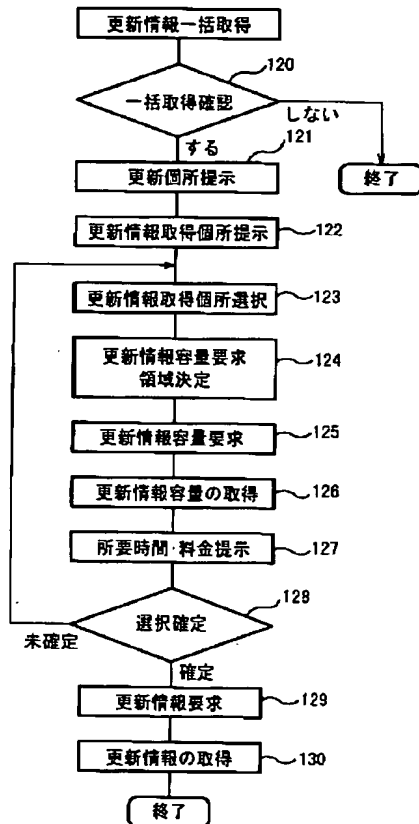 更新情報一括取得
120
一括取得確認
しない
する
121
更新個所提示
終了
更新情報取得個所提示
122
更新情報取得個所選択
123
更新情報容量要求
領域決定
124
更新情報容量要求
125
更新情報容量の取得
126
所要時間・料金提示
127
128
選択確定
未確定
確定
更新情報要求
129
更新情報の取得
130
終了